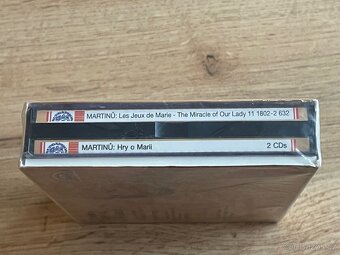 MARTINŮ: Les Jeux de Marie - The Miracle of Our Lady 11 1802-2 632
MARTINŮ: Hry o Marii 2 CDs